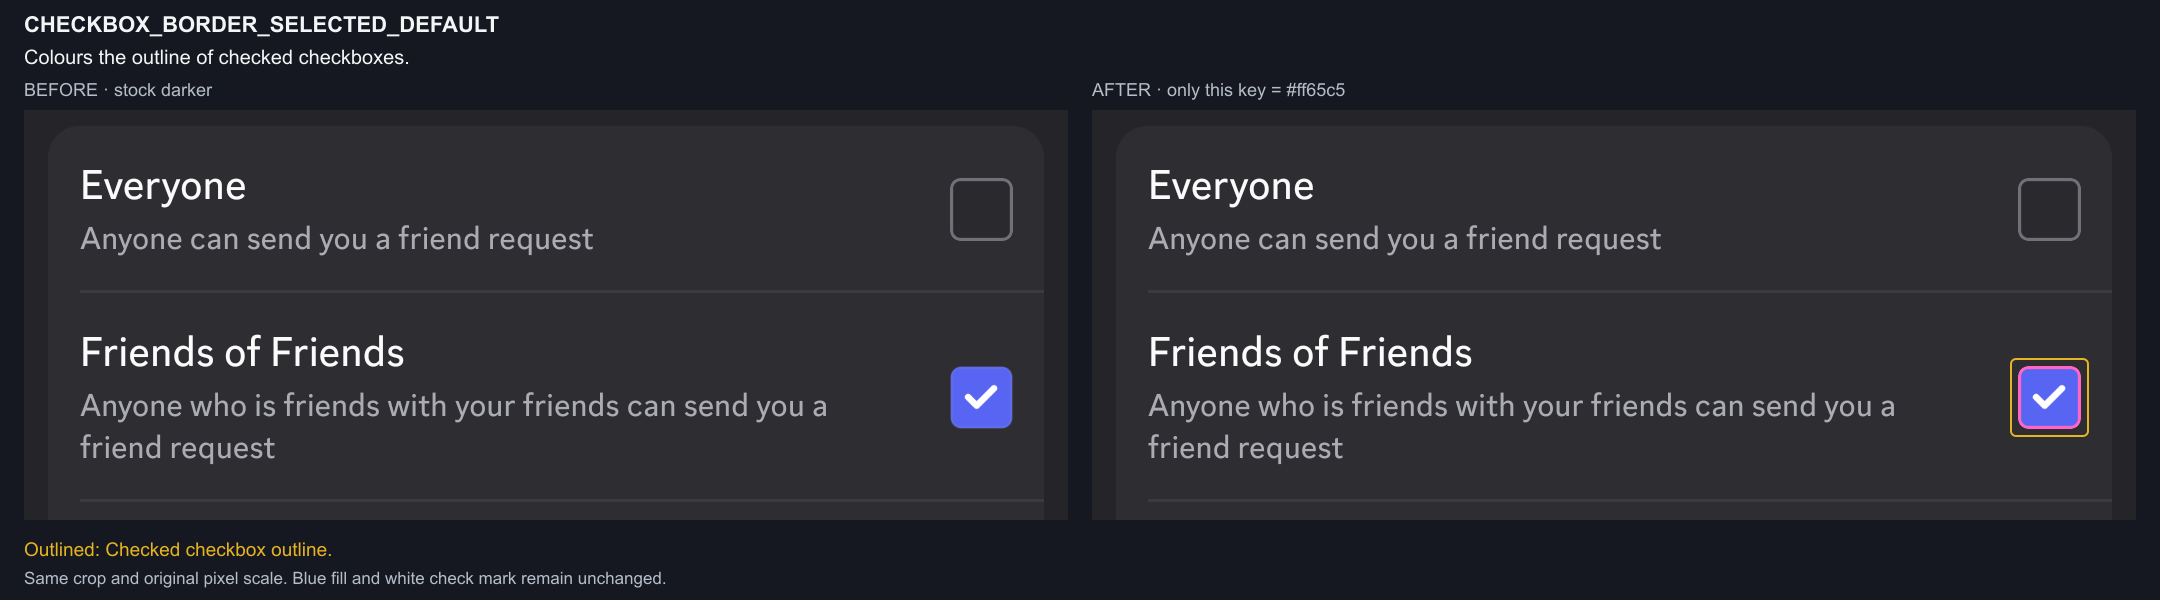 CHECKBOX_BORDER_SELECTED_DEFAULT
Colours the outline of checked checkboxes.
BEFORE · stock darker
Everyone
Anyone can send you a friend request
Friends of Friends
Anyone who is friends with your friends can send you a
friend request
AFTER · only this key = #ff65c5
Everyone
Anyone can send you a friend request
Friends of Friends
Anyone who is friends with your friends can send you a
friend request
Outlined: Checked checkbox outline.
Same crop and original pixel scale. Blue fill and white check mark remain unchanged.